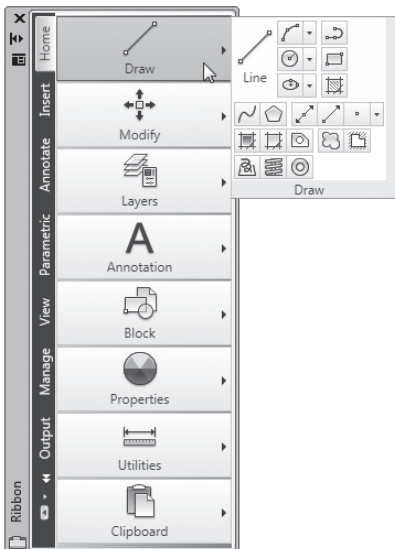 Home
Insert
Annotate
Parametric
View
Manage
Output
Ribbon
Draw
Modify
Layers
A
Annotation
Block
Properties
Utilities
Clipboard
Line
Draw